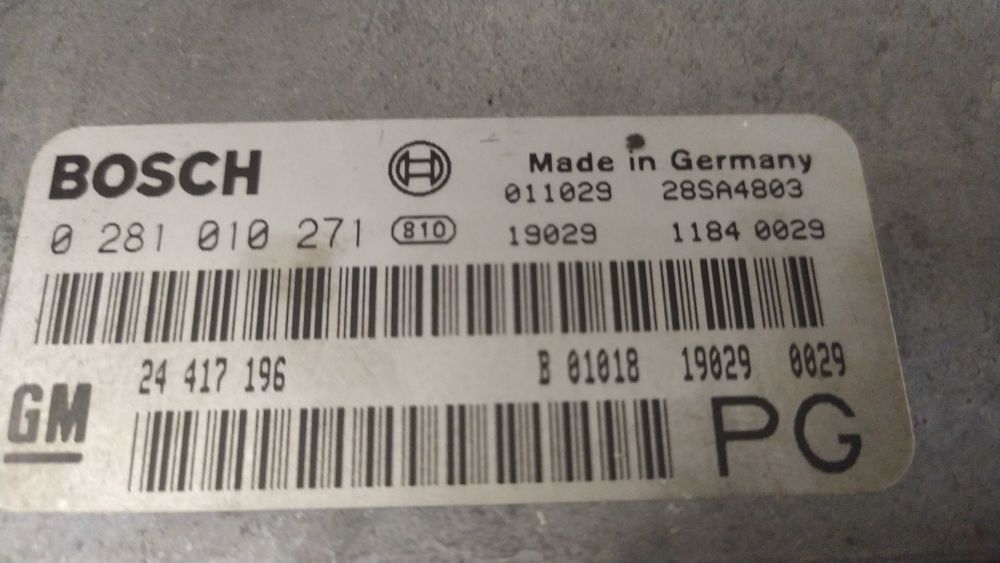 BOSCH
Made in Germany
011029 28SA4803
0 281 010 271 810 19029 1184 0029
24 417 196 B 01018 19029 0029
GM PG